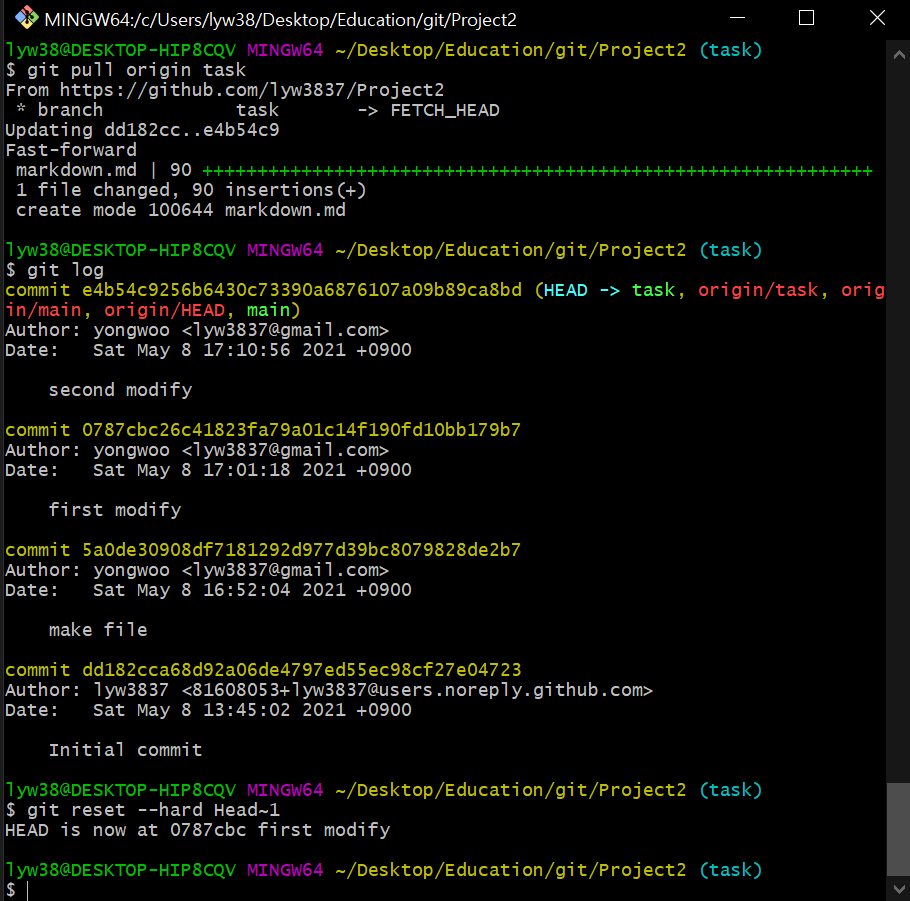 MINGW64:/c/Users/lyw38/Desktop/Education/git/Project2
lyw38@DESKTOP-HIP8CQV MINGW64 ~/Desktop/Education/git/Project2 (task)
$ git pull origin task
From https://github.com/lyw3837/Project2
 * branch            task       -> FETCH_HEAD
Updating dd182cc..e4b54c9
Fast-forward
 markdown.md | 90 +++++++++++++++++++++++++++++++++++++++++++++++++++++++++++++
 1 file changed, 90 insertions(+)
 create mode 100644 markdown.md
lyw38@DESKTOP-HIP8CQV MINGW64 ~/Desktop/Education/git/Project2 (task)
$ git log
commit e4b54c9256b6430c73390a6876107a09b89ca8bd (HEAD -> task, origin/task, orig
in/main, origin/HEAD, main)
Author: yongwoo <lyw3837@gmail.com>
Date:   Sat May 8 17:10:56 2021 +0900
    second modify
commit 0787cbc26c41823fa79a01c14f190fd10bb179b7
Author: yongwoo <lyw3837@gmail.com>
Date:   Sat May 8 17:01:18 2021 +0900
    first modify
commit 5a0de30908df7181292d977d39bc8079828de2b7
Author: yongwoo <lyw3837@gmail.com>
Date:   Sat May 8 16:52:04 2021 +0900
    make file
commit dd182cca68d92a06de4797ed55ec98cf27e04723
Author: lyw3837 <81608053+lyw3837@users.noreply.github.com>
Date:   Sat May 8 13:45:02 2021 +0900
    Initial commit
lyw38@DESKTOP-HIP8CQV MINGW64 ~/Desktop/Education/git/Project2 (task)
$ git reset --hard Head~1
HEAD is now at 0787cbc first modify
lyw38@DESKTOP-HIP8CQV MINGW64 ~/Desktop/Education/git/Project2 (task)
$